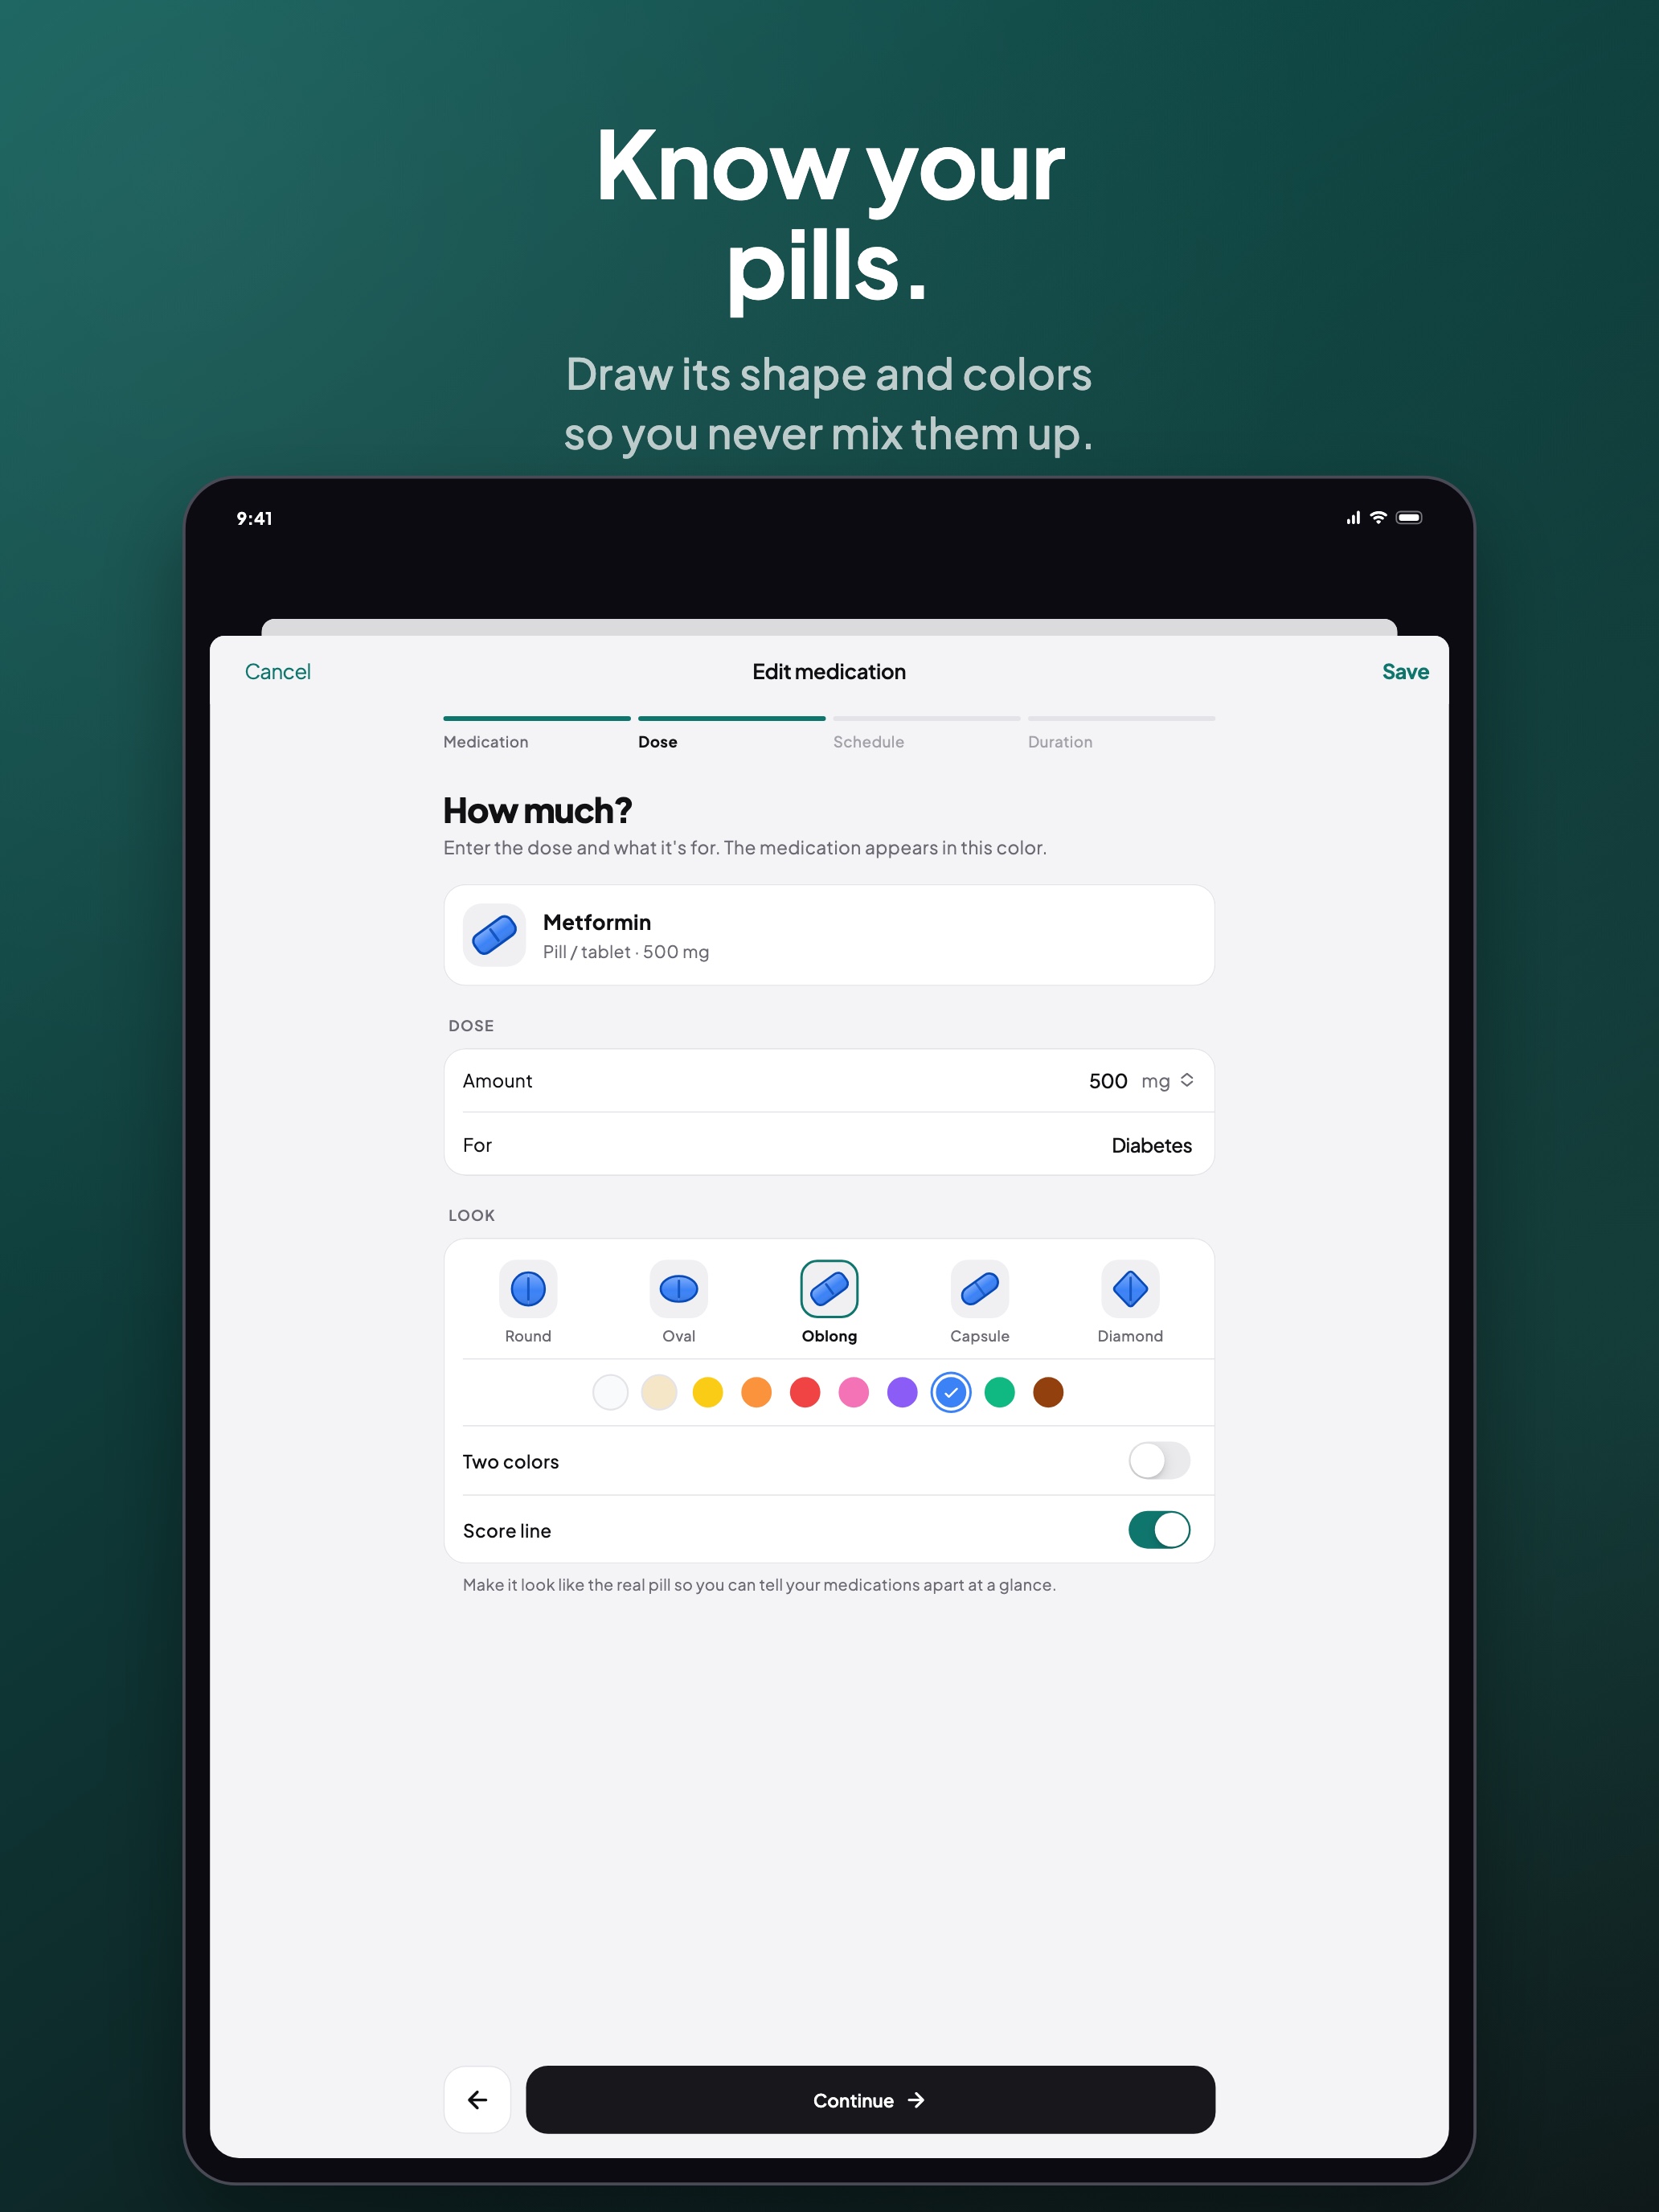 Know your
pills.
Draw its shape and colors
so you never mix them up.
9:41
Cancel
Edit medication
Save
Medication
Dose
Schedule
Duration
How much?
Enter the dose and what it's for. The medication appears in this color.
Metformin
Pill / tablet · 500 mg
DOSE
Amount
500 mg
For
Diabetes
LOOK
Round
Oval
Oblong
Capsule
Diamond
Two colors
Score line
Make it look like the real pill so you can tell your medications apart at a glance.
Continue →